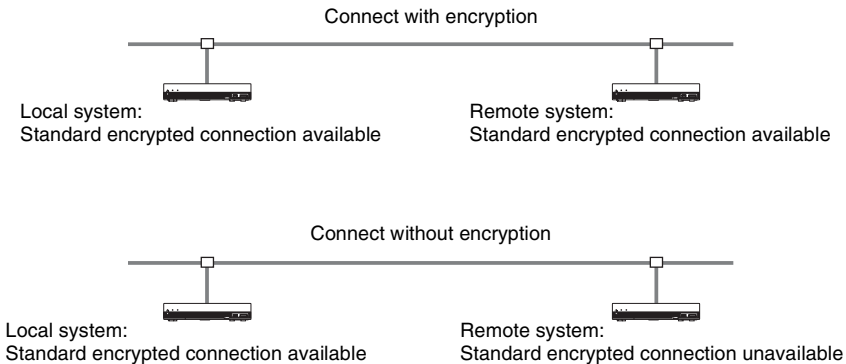 Connect with encryption
Local system:
Standard encrypted connection available
Remote system:
Standard encrypted connection available
Connect without encryption
Local system:
Standard encrypted connection available
Remote system:
Standard encrypted connection unavailable